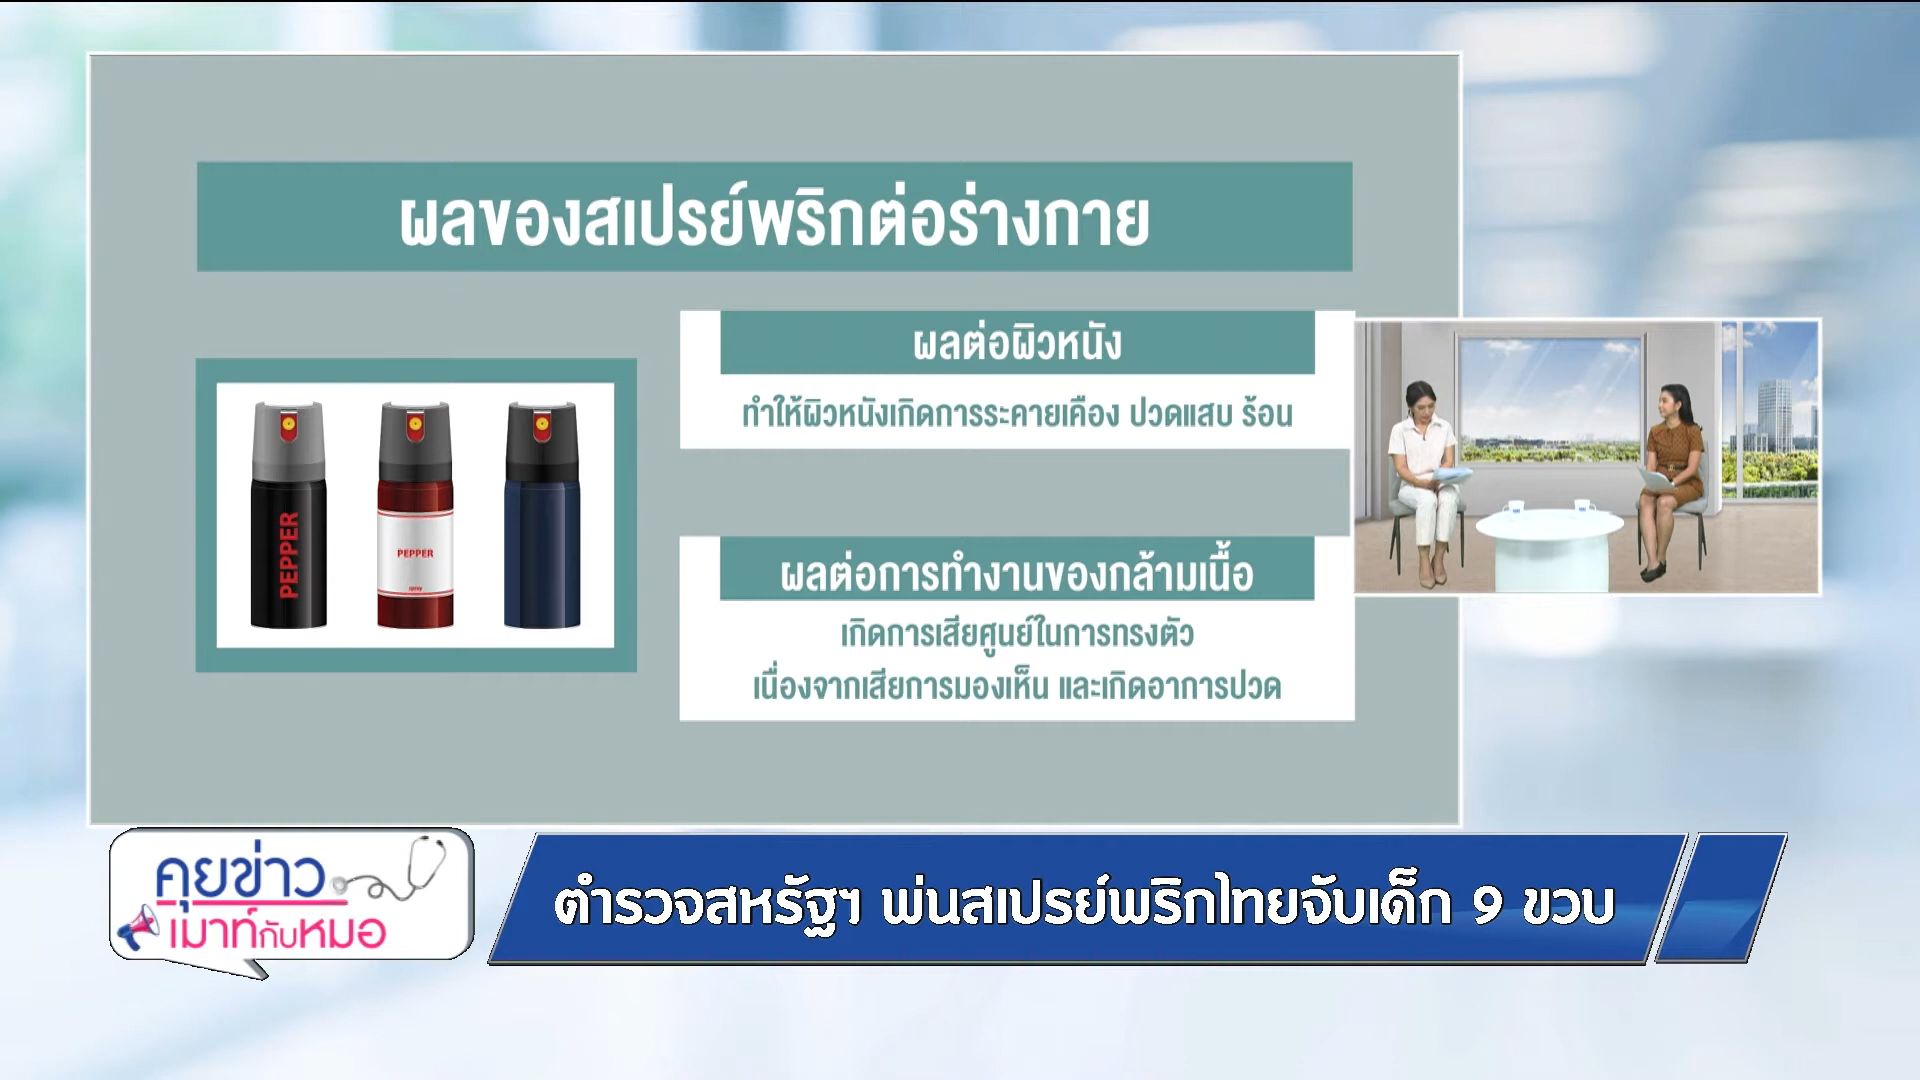 ผลของสเปรย์พริกต่อร่างกาย
ผลต่อผิวหนัง
ทำให้ผิวหนังเกิดการระคายเคือง ปวดแสบ ร้อน
PEPPER
PEPPER
spray
ผลต่อการทำงานของกล้ามเนื้อ
เกิดการเสียศูนย์ในการทรงตัว
เนื่องจากเสียการมองเห็น และเกิดอาการปวด
คุยข่าว
เมาท์กับหมอ
ตำรวจสหรัฐฯ พ่นสเปรย์พริกไทยจับเด็ก 9 ขวบ